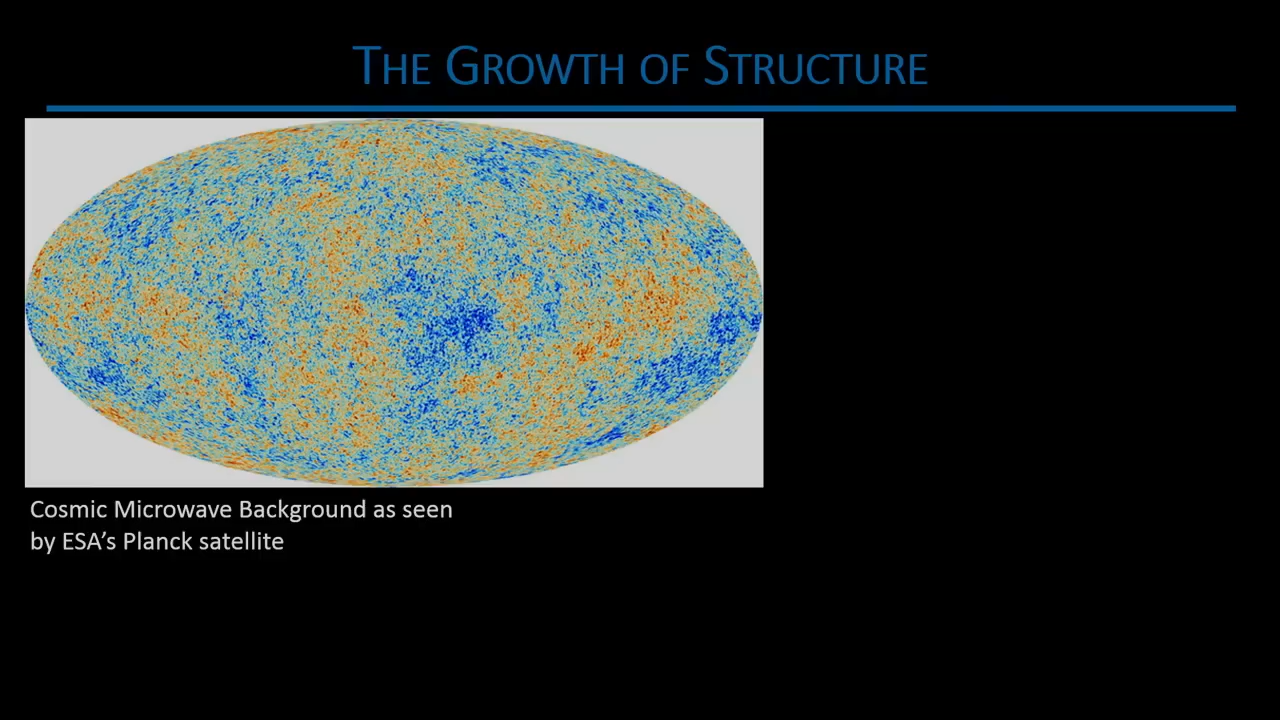 THE GROWTH OF STRUCTURE
Cosmic Microwave Background as seen
by ESA’s Planck satellite